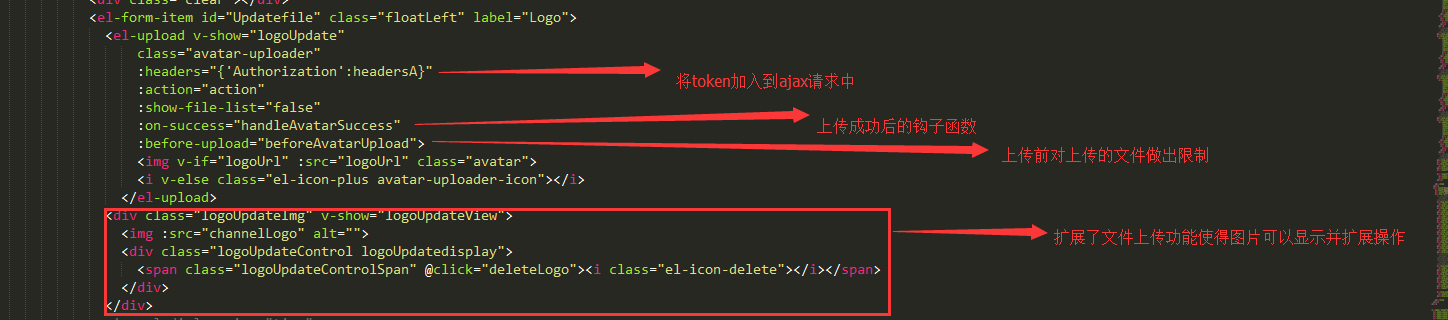 <div class="clear"></div>
<el-form-item id="Updatefile" class="floatLeft" label="Logo">
<el-upload v-show="logoUpdate"
class="avatar-uploader"
:headers="{'Authorization':headersA}"
将token加入到ajax请求中
:action="action"
:show-file-list="false"
:on-success="handleAvatarSuccess"
上传成功后的钩子函数
:before-upload="beforeAvatarUpload">
上传前对上传的文件做出限制
<img v-if="logoUrl" :src="logoUrl" class="avatar">
<i v-else class="el-icon-plus avatar-uploader-icon"></i>
</el-upload>
<div class="logoUpdateImg" v-show="logoUpdateView">
<img :src="channelLogo" alt="">
扩展了文件上传功能使得图片可以显示并扩展操作
<div class="logoUpdateControl logoUpdatedisplay">
<span class="logoUpdateControlSpan" @click="deleteLogo"><i class="el-icon-delete"></i></span>
</div>
</div>